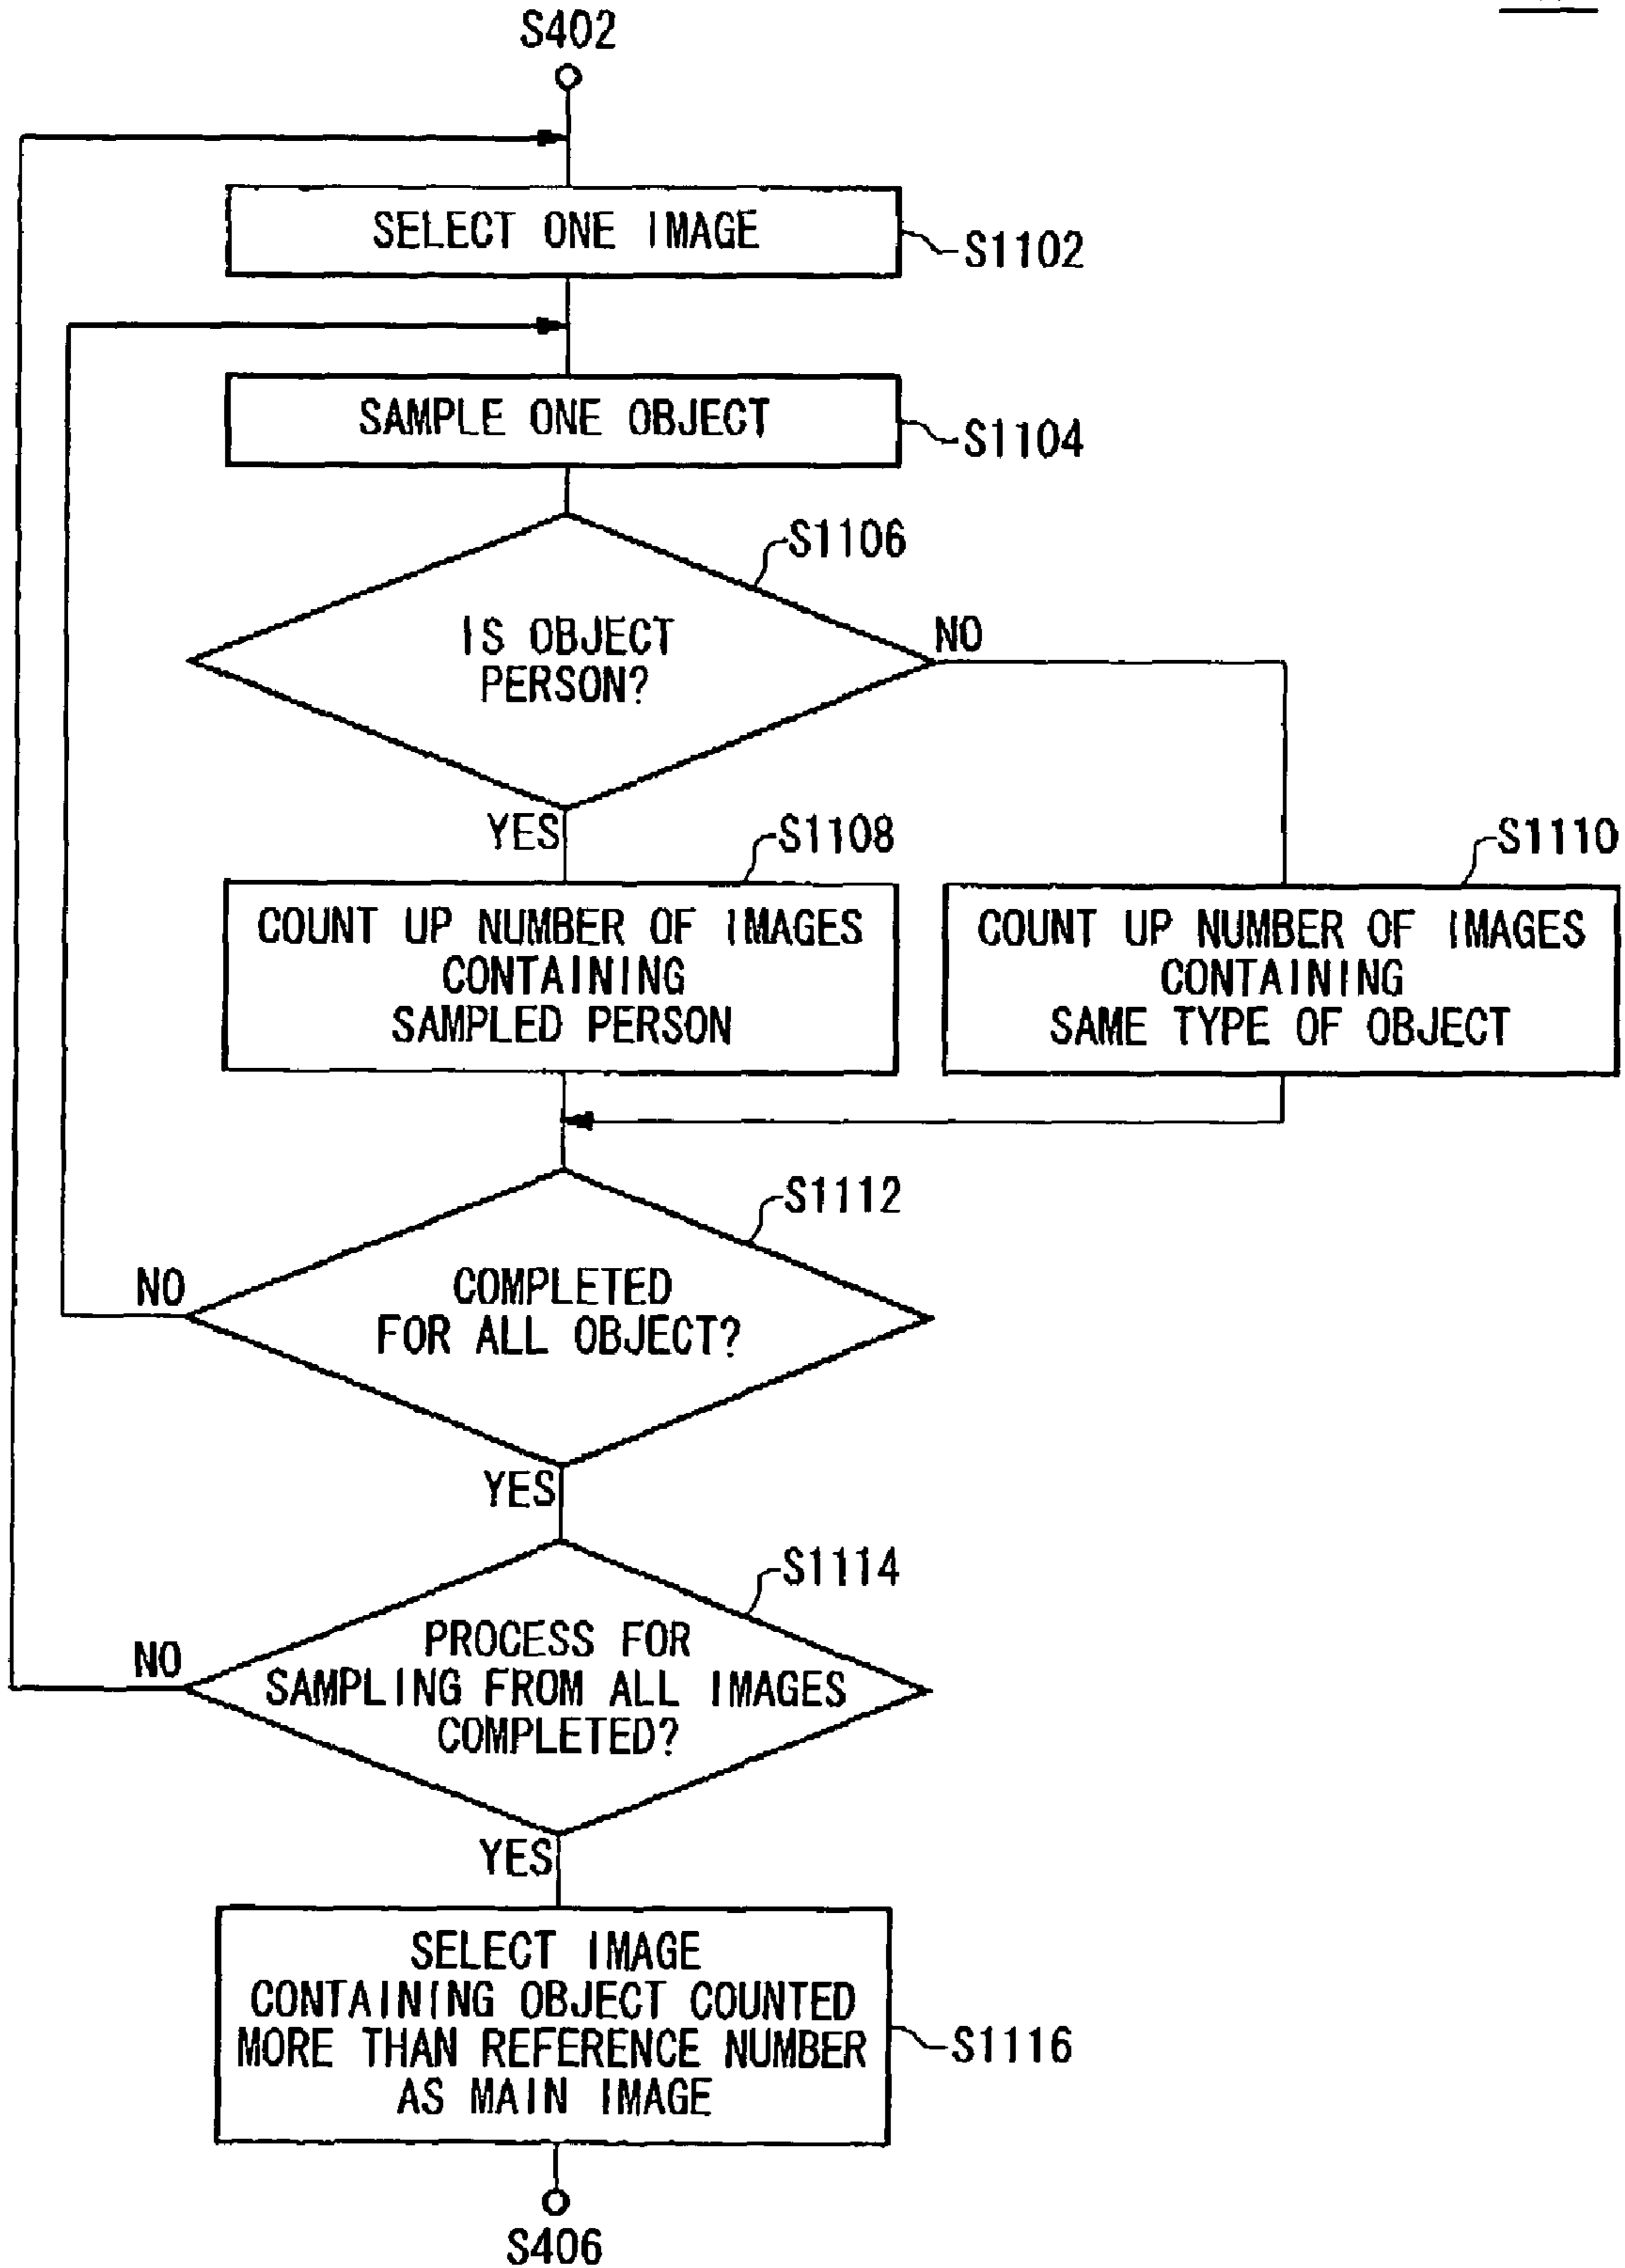 S402
SELECT ONE IMAGE
S1102
SAMPLE ONE OBJECT
S1104
S1106
IS OBJECT
PERSON?
NO
YES
S1108
COUNT UP NUMBER OF IMAGES
CONTAINING
SAMPLED PERSON
S1110
COUNT UP NUMBER OF IMAGES
CONTAINING
SAME TYPE OF OBJECT
S1112
COMPLETED
FOR ALL OBJECT?
NO
YES
S1114
PROCESS FOR
SAMPLING FROM ALL IMAGES
COMPLETED?
NO
YES
SELECT IMAGE
CONTAINING OBJECT COUNTED
MORE THAN REFERENCE NUMBER
AS MAIN IMAGE
S1116
S406